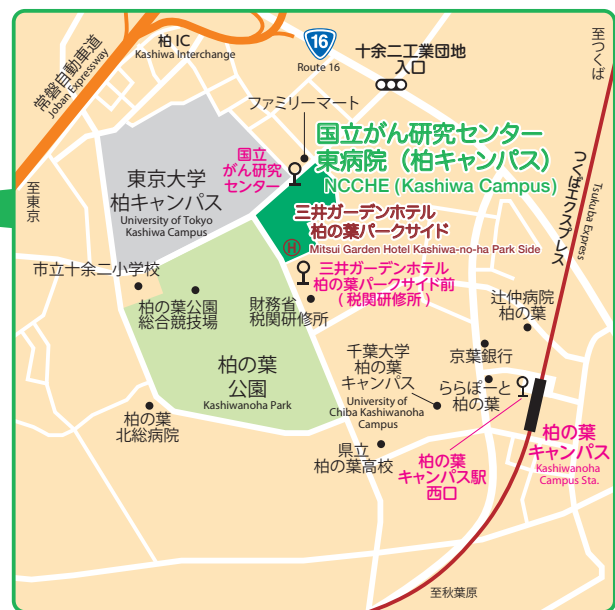 常磐自動車道
Joban Expressway
柏IC
Kashiwa Interchange
16
Route 16
十余二工業団地
入口
至つくば
ファミリーマート
国立がん研究センター
東病院（柏キャンパス）
NCCHE (Kashiwa Campus)
国立
がん研究
センター
至東京
東京大学
柏キャンパス
University of Tokyo
Kashiwa Campus
つくばエクスプレス
Tsukuba Express
三井ガーデンホテル
柏の葉パークサイド
Mitsui Garden Hotel Kashiwa-no-ha Park Side
H
三井ガーデンホテル
柏の葉パークサイド前
（税関研修所）
市立十余二小学校
柏の葉公園
総合競技場
財務省
税関研修所
辻仲病院
柏の葉
京葉銀行
千葉大学
柏の葉
キャンパス
University of
Chiba Kashiwanoha
Campus
ららぽーと
柏の葉
柏の葉
公園
Kashiwanoha Park
柏の葉
北総病院
県立
柏の葉高校
柏の葉
キャンパス駅
西口
柏の葉
キャンパス
Kashiwanoha
Campus Sta.
至秋葉原